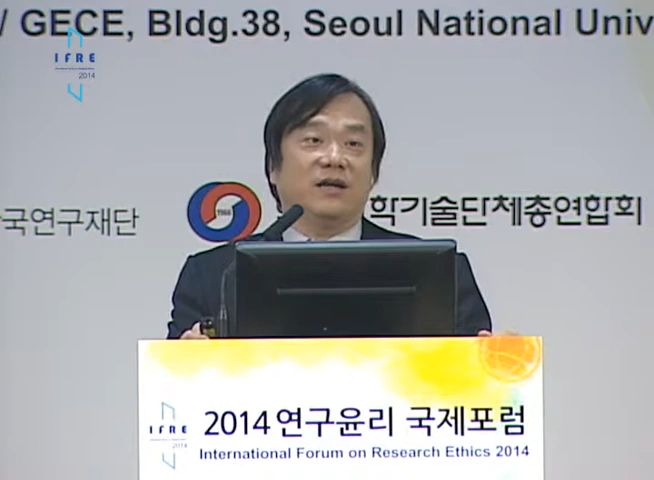 / GECE, Bldg.38, Seoul National Univ
IFRE
2014
국연구재단
1966
학기술단체총연합회
IFRE
2014
2014 연구윤리 국제포럼
International Forum on Research Ethics 2014